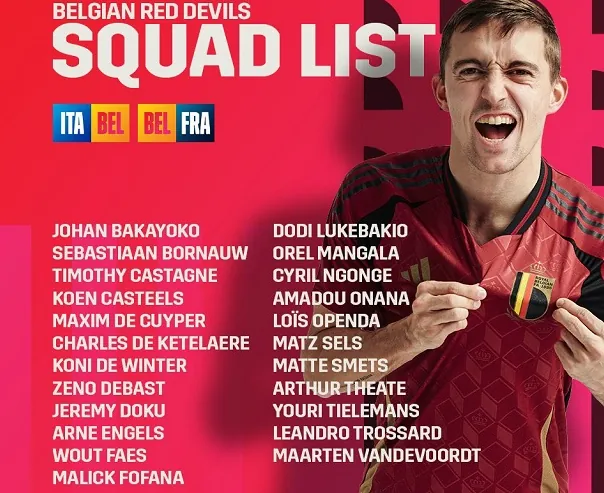 BELGIAN RED DEVILS
SQUAD LIST
ITA BEL BEL FRA
JOHAN BAKAYOKO
SEBASTIAAN BORNAUW
TIMOTHY CASTAGNE
KOEN CASTEELS
MAXIM DE CUYPER
CHARLES DE KETELAERE
KONI DE WINTER
ZENO DEBAST
JEREMY DOKU
ARNE ENGELS
WOUT FAES
MALICK FOFANA
DODI LUKEBAKIO
OREL MANGALA
CYRIL NGONGE
AMADOU ONANA
LOÏS OPENDA
MATZ SELS
MATTE SMETS
ARTHUR THEATE
YOURI TIELEMANS
LEANDRO TROSSARD
MAARTEN VANDEVOORDT